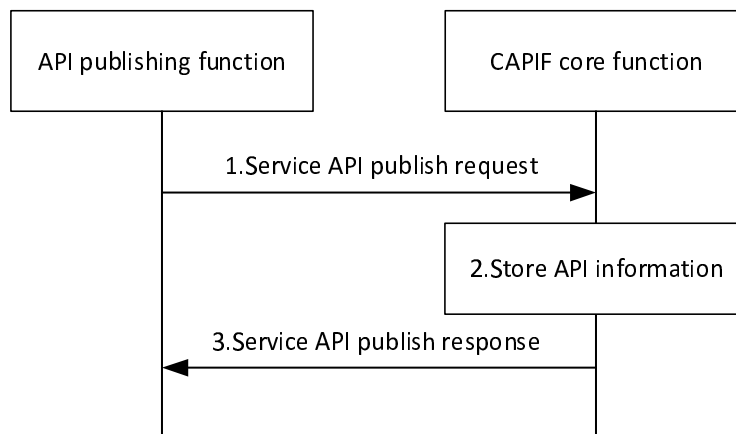 API publishing function
CAPIF core function
1.Service API publish request
2.Store API information
3.Service API publish response